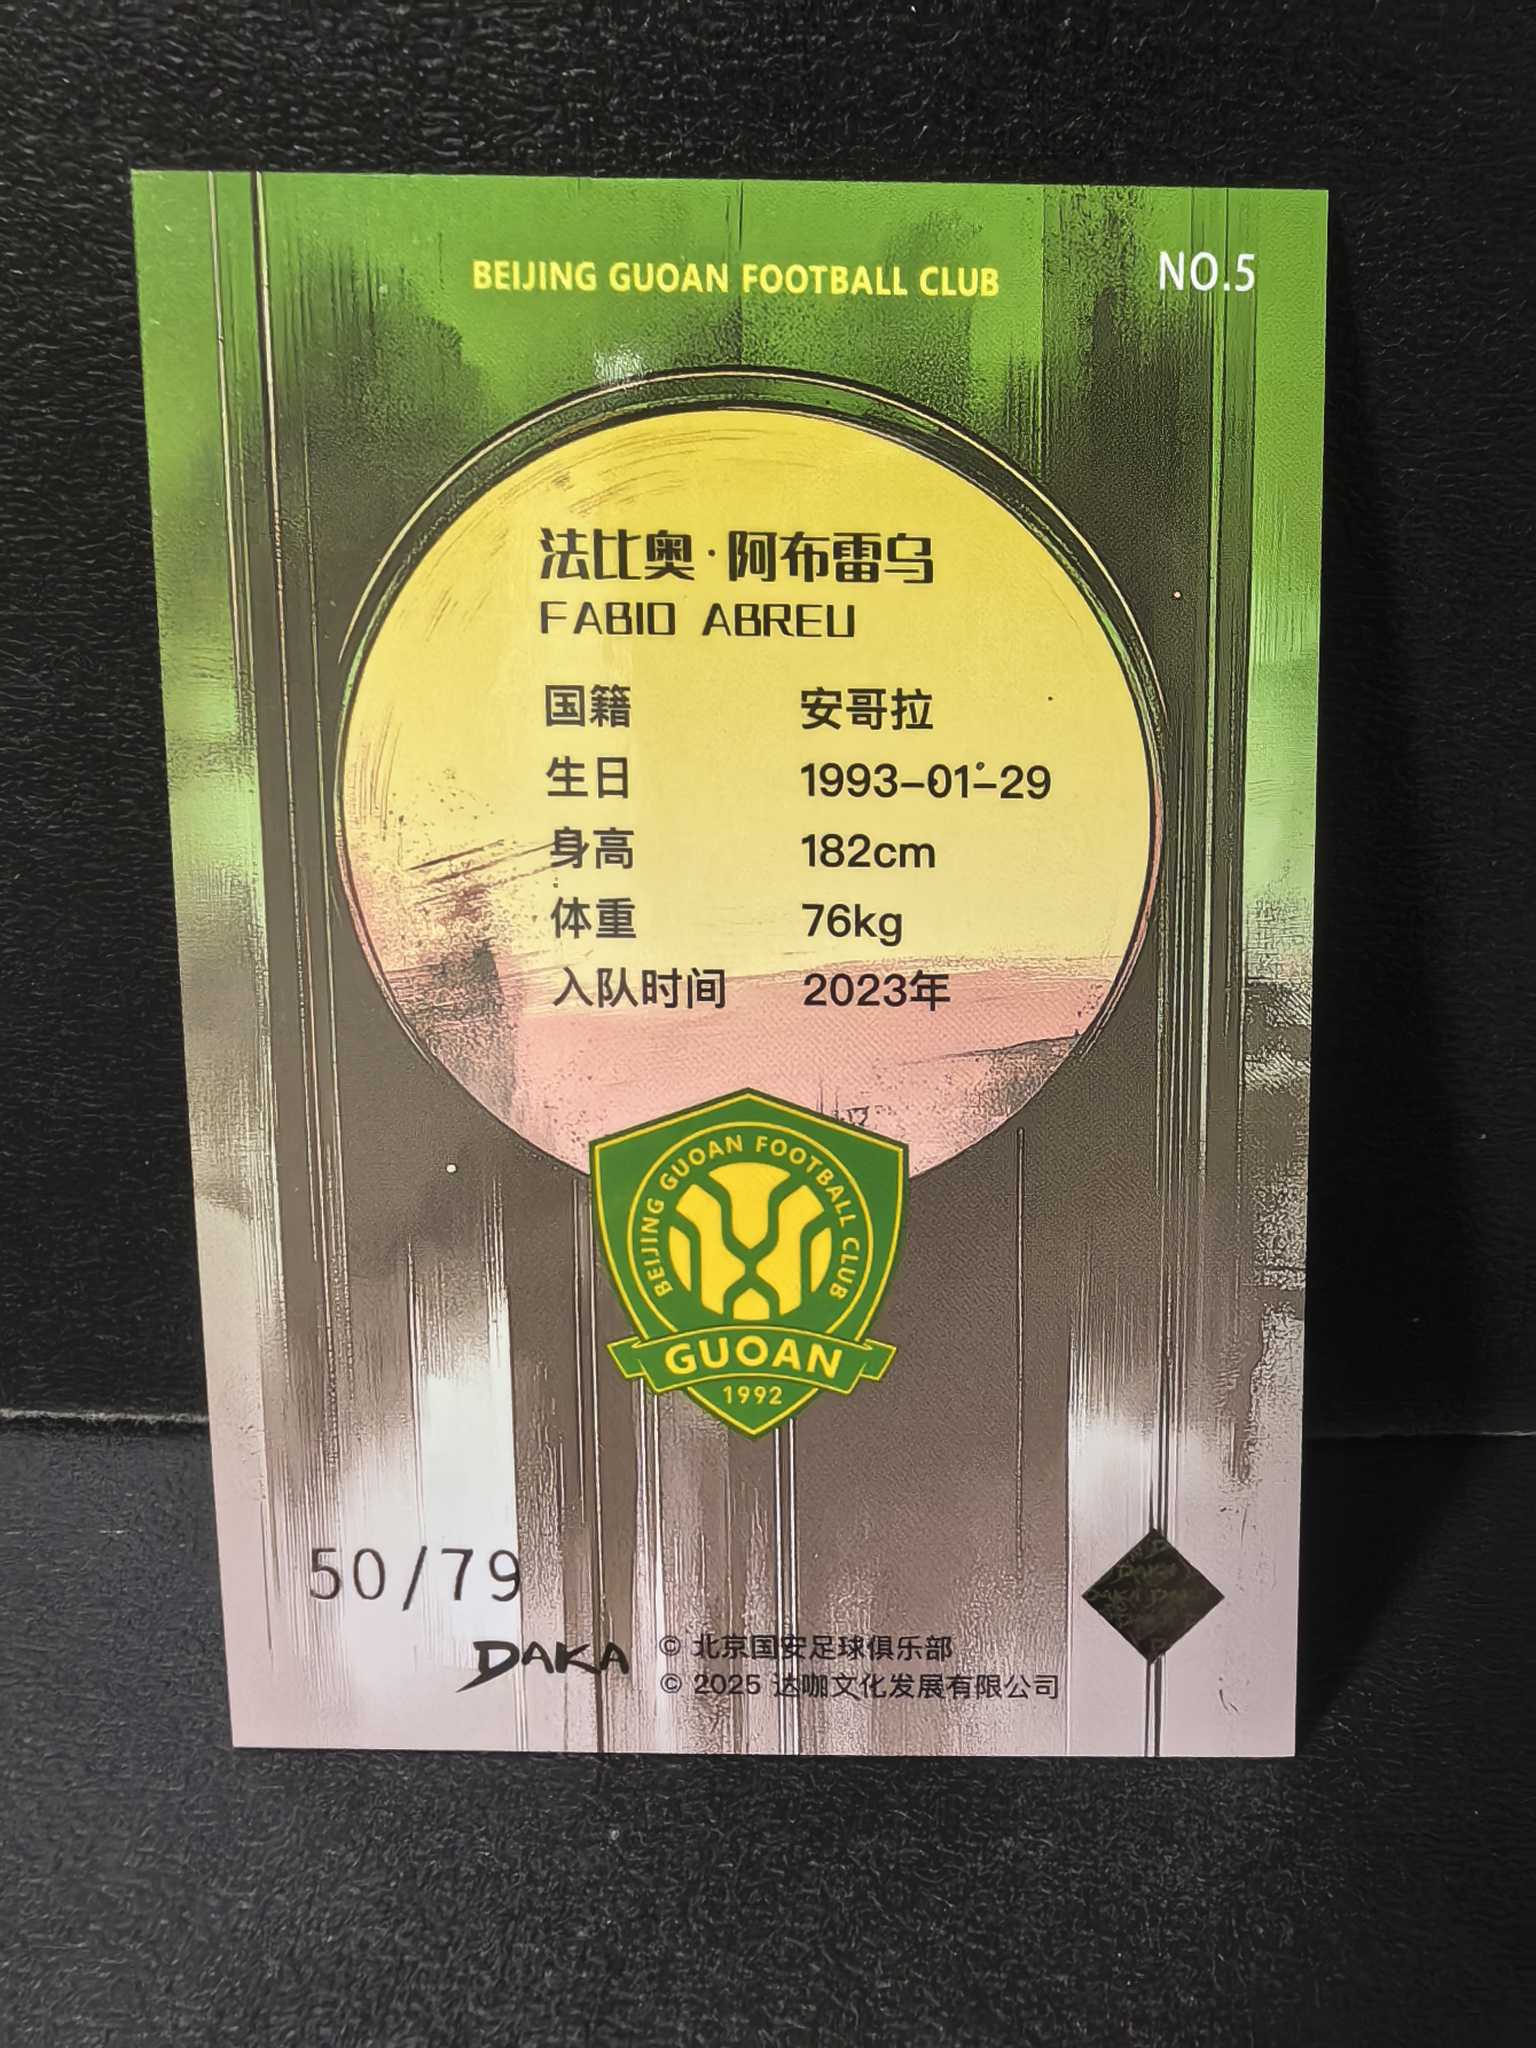 BEIJING GUOAN FOOTBALL CLUB
NO.5
法比奥·阿布雷乌
FABIO ABREU
国籍 安哥拉
生日 1993-01-29
身高 182cm
体重 76kg
入队时间 2023年
BEIJING GUOAN FOOTBALL CLUB
GUOAN
1992
50/79
DAKA
© 北京国安足球俱乐部
© 2025 达咖文化发展有限公司
DAKA DAKA